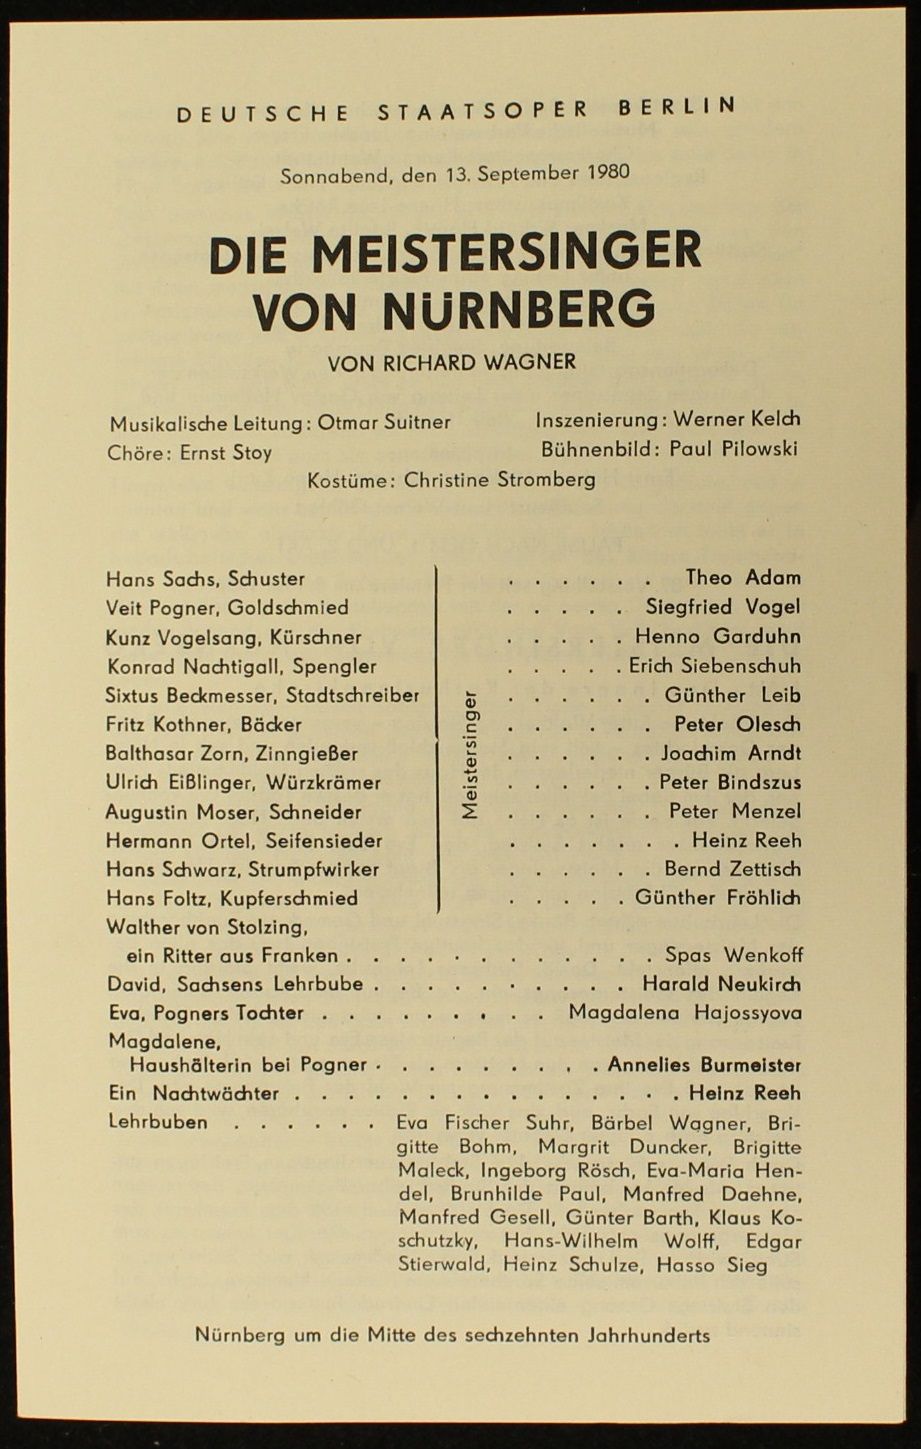 DEUTSCHE STAATSOPER BERLIN
Sonnabend, den 13. September 1980
DIE MEISTERSINGER
VON NÜRNBERG
VON RICHARD WAGNER
Musikalische Leitung: Otmar Suitner Inszenierung: Werner Kelch
Chöre: Ernst Stoy Bühnenbild: Paul Pilowski
Kostüme: Christine Stromberg
Meistersinger
Hans Sachs, Schuster . . . . . . Theo Adam
Veit Pogner, Goldschmied . . . . . Siegfried Vogel
Kunz Vogelsang, Kürschner . . . . . Henno Garduhn
Konrad Nachtigall, Spengler . . . . . Erich Siebenschuh
Sixtus Beckmesser, Stadtschreiber . . . . . . Günther Leib
Fritz Kothner, Bäcker . . . . . . Peter Olesch
Balthasar Zorn, Zinngießer . . . . . . Joachim Arndt
Ulrich Eißlinger, Würzkrämer . . . . . . Peter Bindszus
Augustin Moser, Schneider . . . . . . Peter Menzel
Hermann Ortel, Seifensieder . . . . . . . Heinz Reeh
Hans Schwarz, Strumpfwirker . . . . . . Bernd Zettisch
Hans Foltz, Kupferschmied . . . . . Günther Fröhlich
Walther von Stolzing,
ein Ritter aus Franken . . . . . . . . . . . . Spas Wenkoff
David, Sachsens Lehrbube . . . . . . . . . . . Harald Neukirch
Eva, Pogners Tochter . . . . . . . . . Magdalena Hajossyova
Magdalene,
Haushälterin bei Pogner . . . . . . . . . Annelies Burmeister
Ein Nachtwächter . . . . . . . . . . . . . . . Heinz Reeh
Lehrbuben . . . . . . Eva Fischer Suhr, Bärbel Wagner, Bri-
gitte Bohm, Margrit Duncker, Brigitte
Maleck, Ingeborg Rösch, Eva-Maria Hen-
del, Brunhilde Paul, Manfred Daehne,
Manfred Gesell, Günter Barth, Klaus Ko-
schutzky, Hans-Wilhelm Wolff, Edgar
Stierwald, Heinz Schulze, Hasso Sieg
Nürnberg um die Mitte des sechzehnten Jahrhunderts